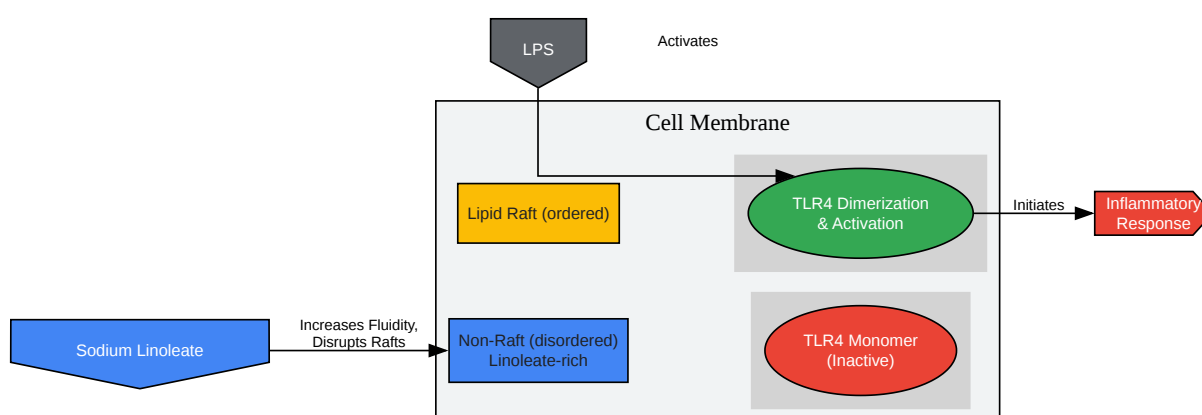 LPS
Activates
Cell Membrane
Lipid Raft (ordered)
TLR4 Dimerization
& Activation
Initiates
Inflammatory
Response
Sodium Linoleate
Increases Fluidity,
Disrupts Rafts
Non-Raft (disordered)
Linoleate-rich
TLR4 Monomer
(Inactive)